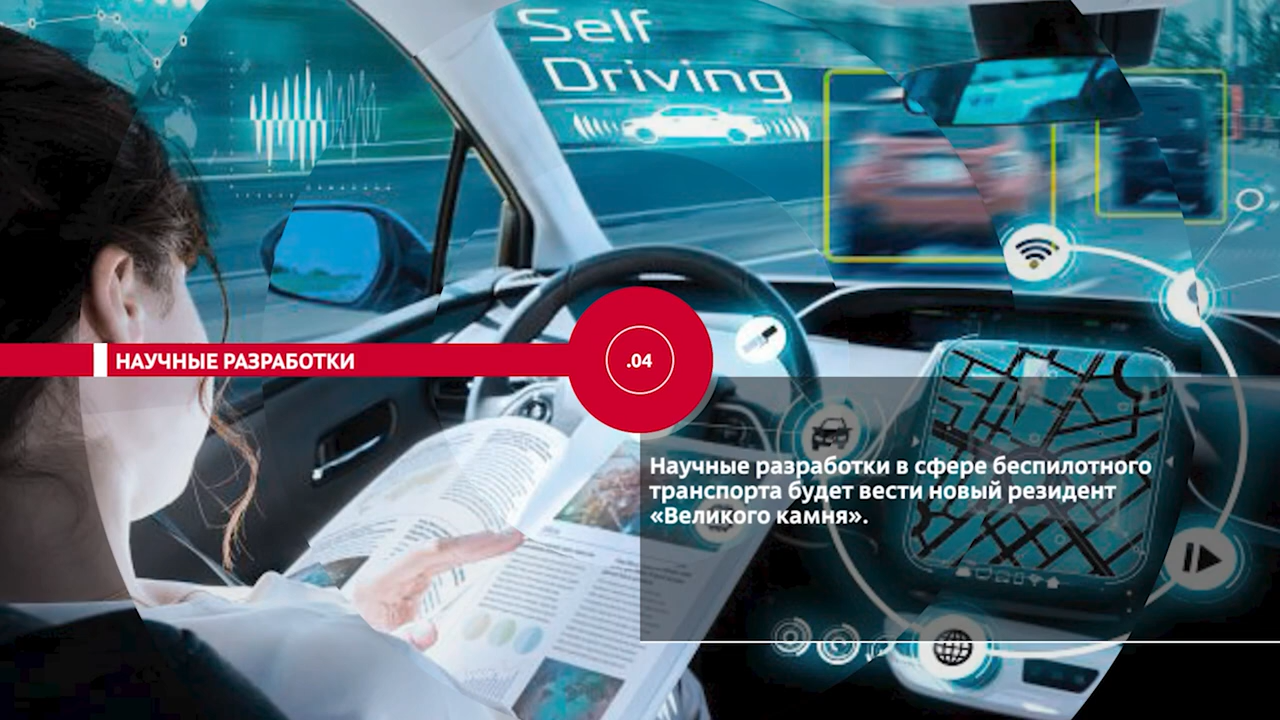 Self
Driving
НАУЧНЫЕ РАЗРАБОТКИ
.04
Научные разработки в сфере беспилотного
транспорта будет вести новый резидент
«Великого камня».